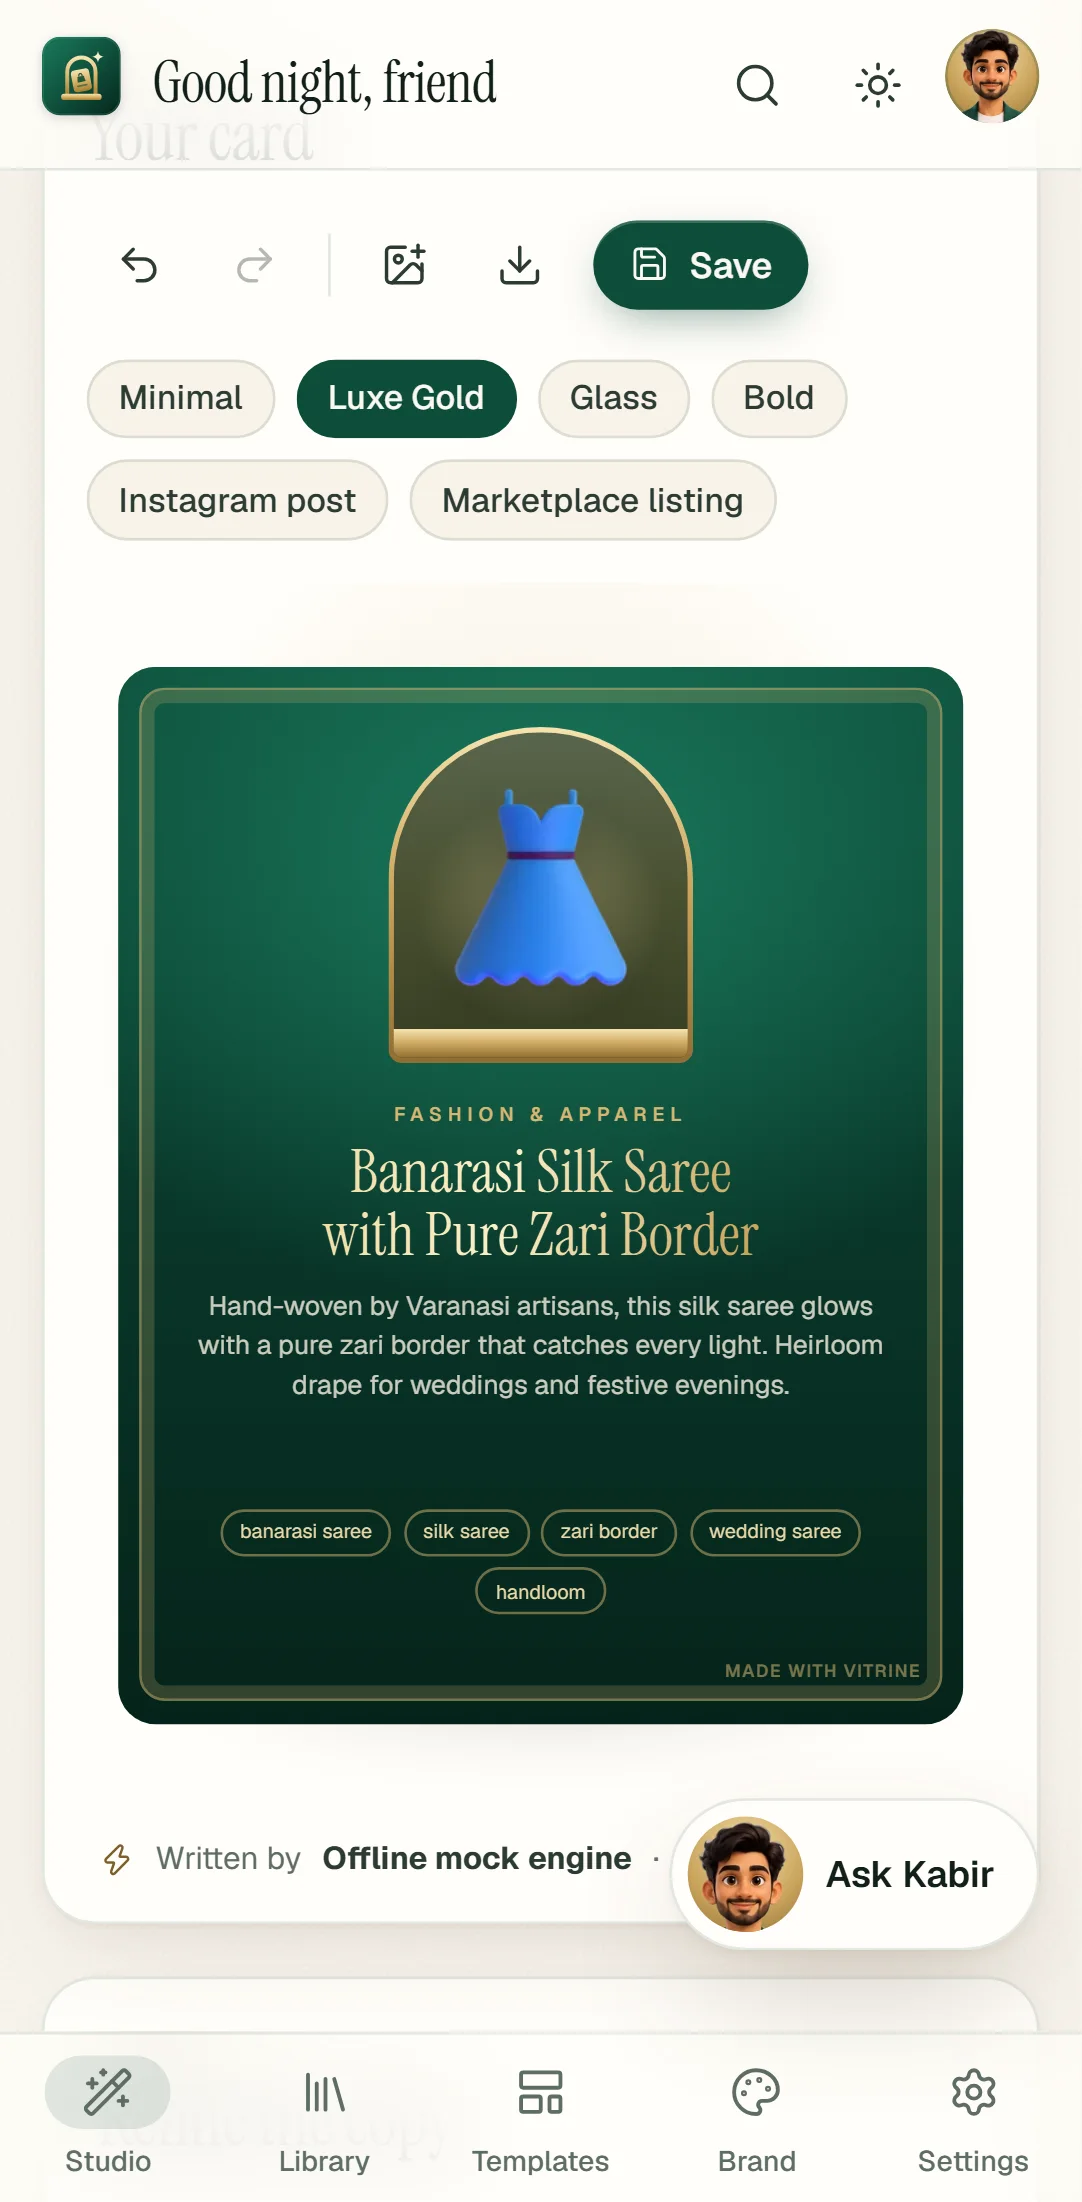 Good night, friend
Your card
Save
Minimal
Luxe Gold
Glass
Bold
Instagram post
Marketplace listing
FASHION & APPAREL
Banarasi Silk Saree
with Pure Zari Border
Hand-woven by Varanasi artisans, this silk saree glows
with a pure zari border that catches every light. Heirloom
drape for weddings and festive evenings.
banarasi saree
silk saree
zari border
wedding saree
handloom
MADE WITH VITRINE
Written by Offline mock engine ·
Ask Kabir
Refine the copy
Studio
Library
Templates
Brand
Settings